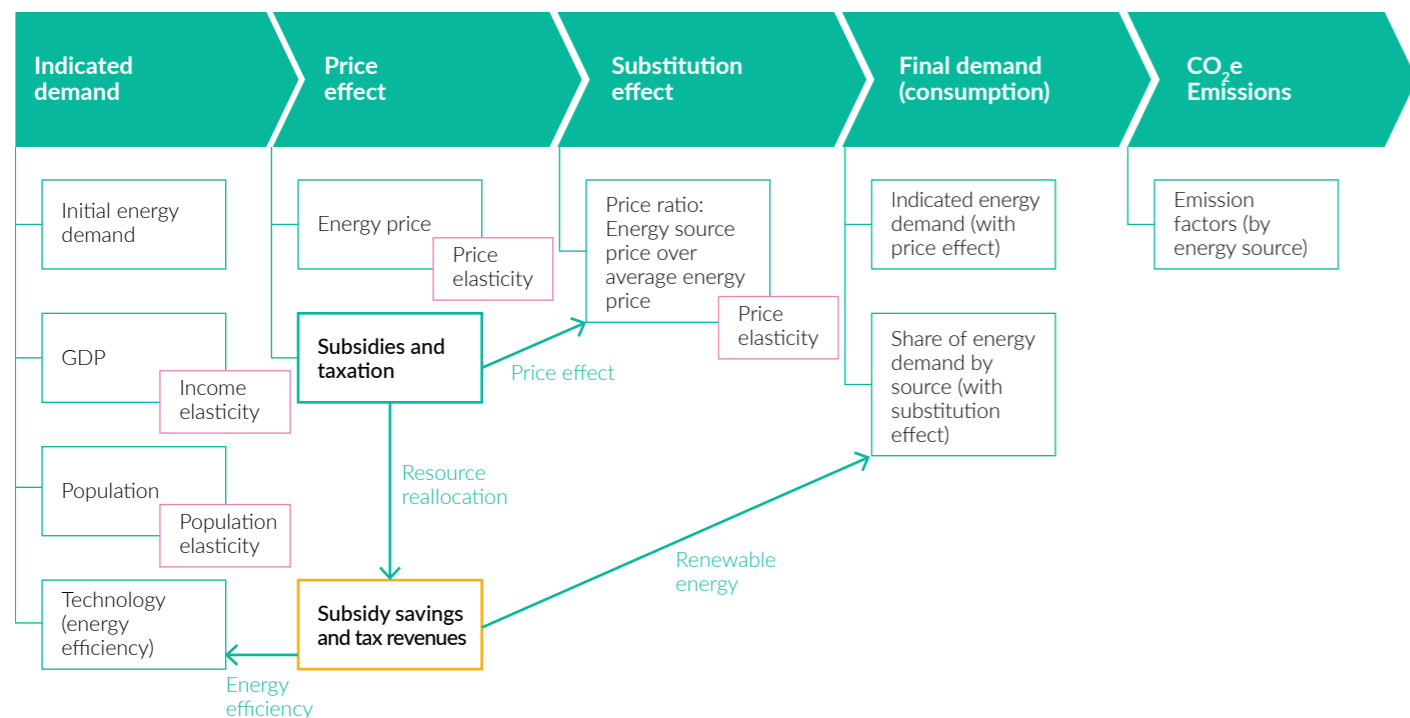 Indicated
demand
Price
effect
Substitution
effect
Final demand
(consumption)
CO₂e
Emissions
Initial energy
demand
GDP
Income
elasticity
Population
Population
elasticity
Technology
(energy
efficiency)
Energy price
Price
elasticity
Subsidies and
taxation
Price effect
Resource
reallocation
Subsidy savings
and tax revenues
Energy
efficiency
Renewable
energy
Price ratio:
Energy source
price over
average energy
price
Price
elasticity
Indicated energy
demand (with
price effect)
Share of energy
demand by
source (with
substitution
effect)
Emission
factors (by
energy source)